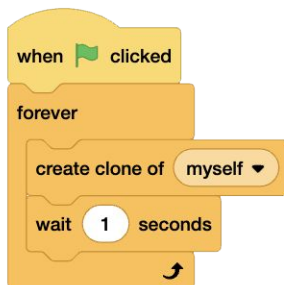 when clicked
forever
create clone of myself
wait 1 seconds